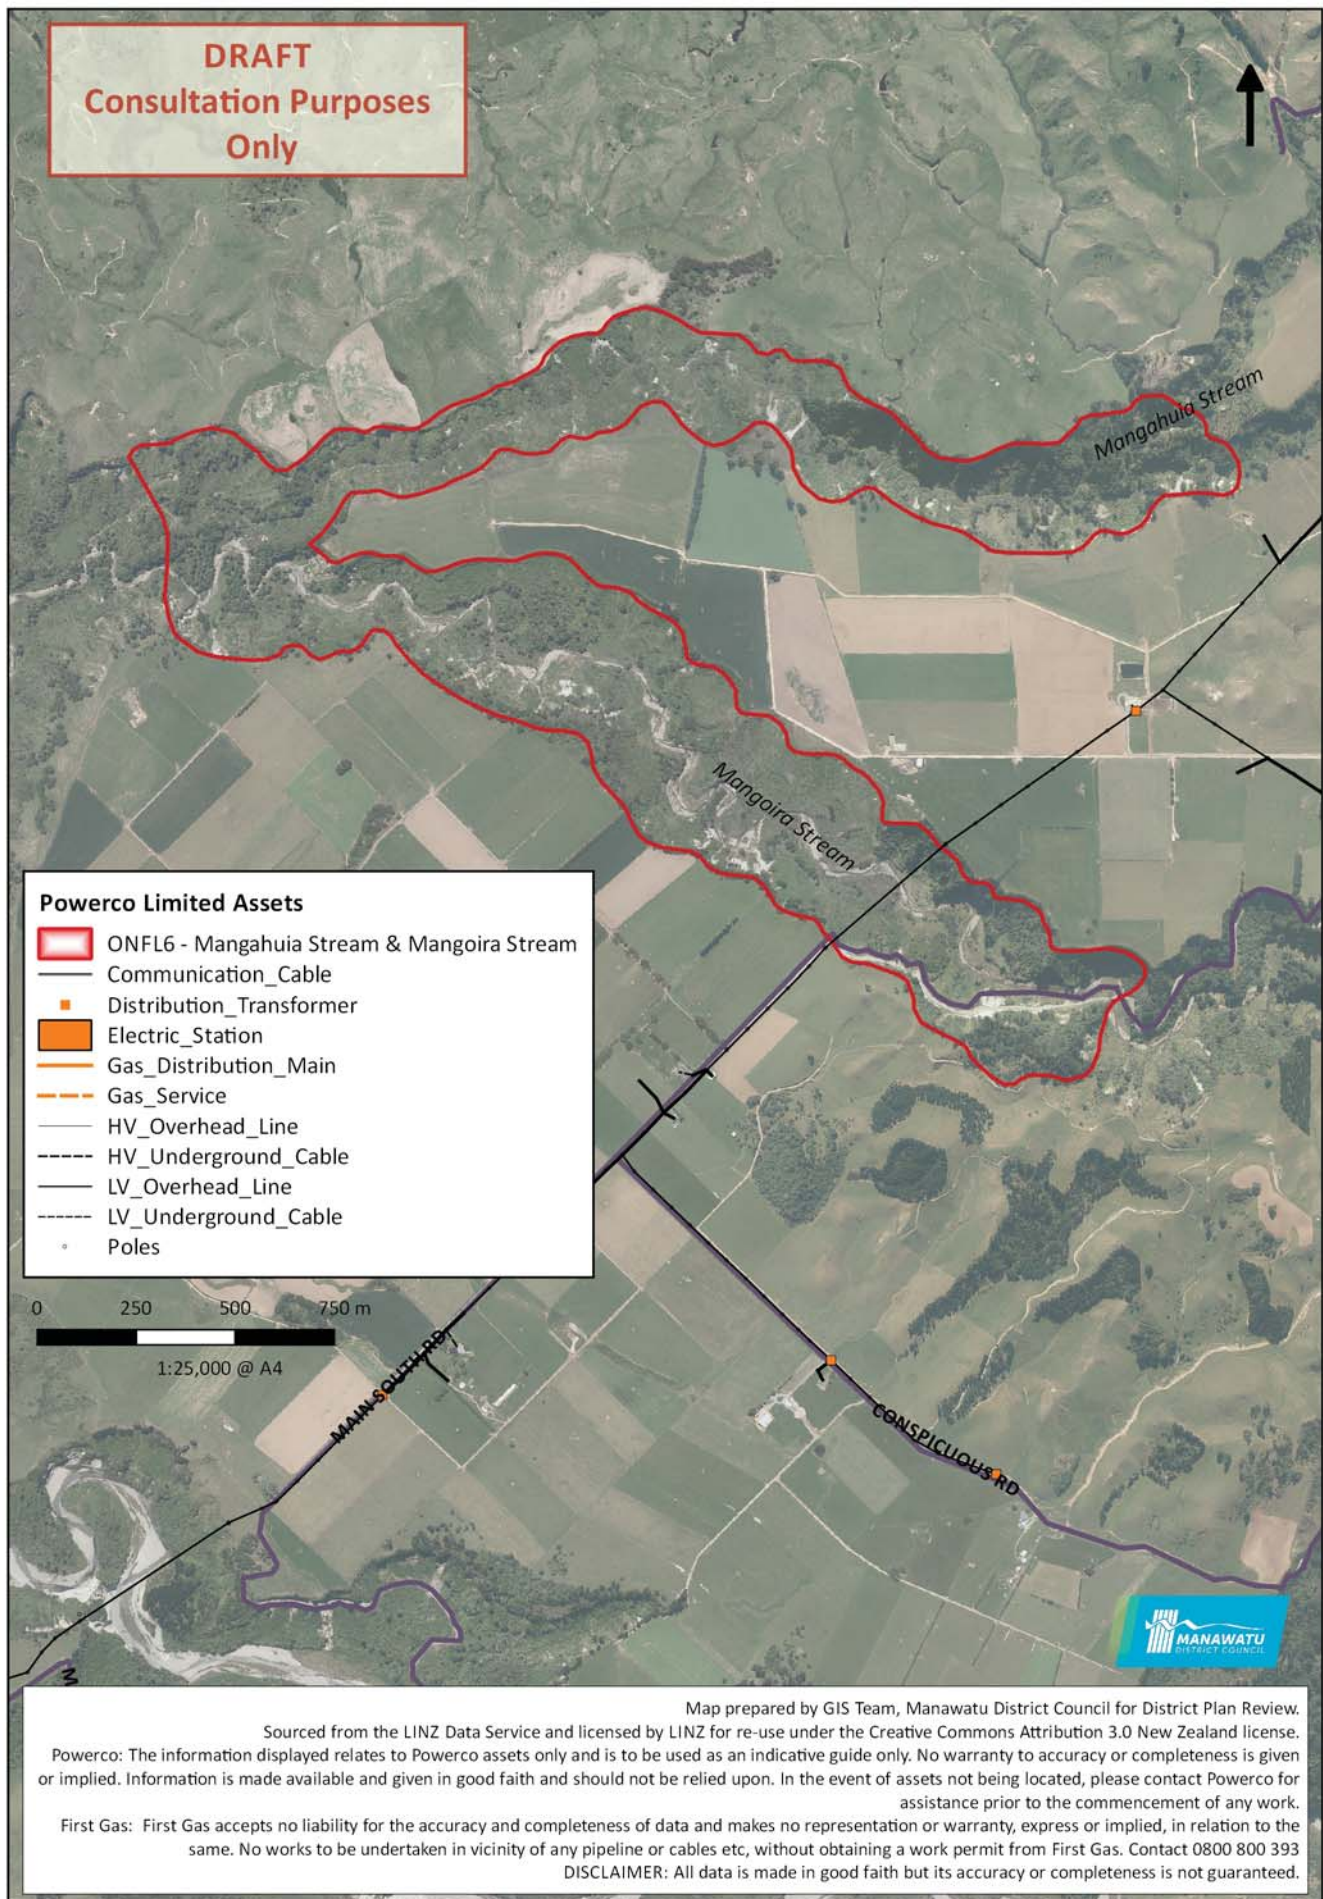 DRAFT
Consultation Purposes
Only
Mangahuia Stream
Mangoira Stream
Powerco Limited Assets
ONFL6 - Mangahuia Stream & Mangoira Stream
Communication_Cable
Distribution_Transformer
Electric_Station
Gas_Distribution_Main
Gas_Service
HV_Overhead_Line
HV_Underground_Cable
LV_Overhead_Line
LV_Underground_Cable
Poles
0 250 500 750 m
1:25,000 @ A4
MAIN SOUTH RD
CONSPICUOUS RD
M
MANAWATU
DISTRICT COUNCIL
Map prepared by GIS Team, Manawatu District Council for District Plan Review.
Sourced from the LINZ Data Service and licensed by LINZ for re-use under the Creative Commons Attribution 3.0 New Zealand license.
Powerco: The information displayed relates to Powerco assets only and is to be used as an indicative guide only. No warranty to accuracy or completeness is given
or implied. Information is made available and given in good faith and should not be relied upon. In the event of assets not being located, please contact Powerco for
assistance prior to the commencement of any work.
First Gas: First Gas accepts no liability for the accuracy and completeness of data and makes no representation or warranty, express or implied, in relation to the
same. No works to be undertaken in vicinity of any pipeline or cables etc, without obtaining a work permit from First Gas. Contact 0800 800 393
DISCLAIMER: All data is made in good faith but its accuracy or completeness is not guaranteed.